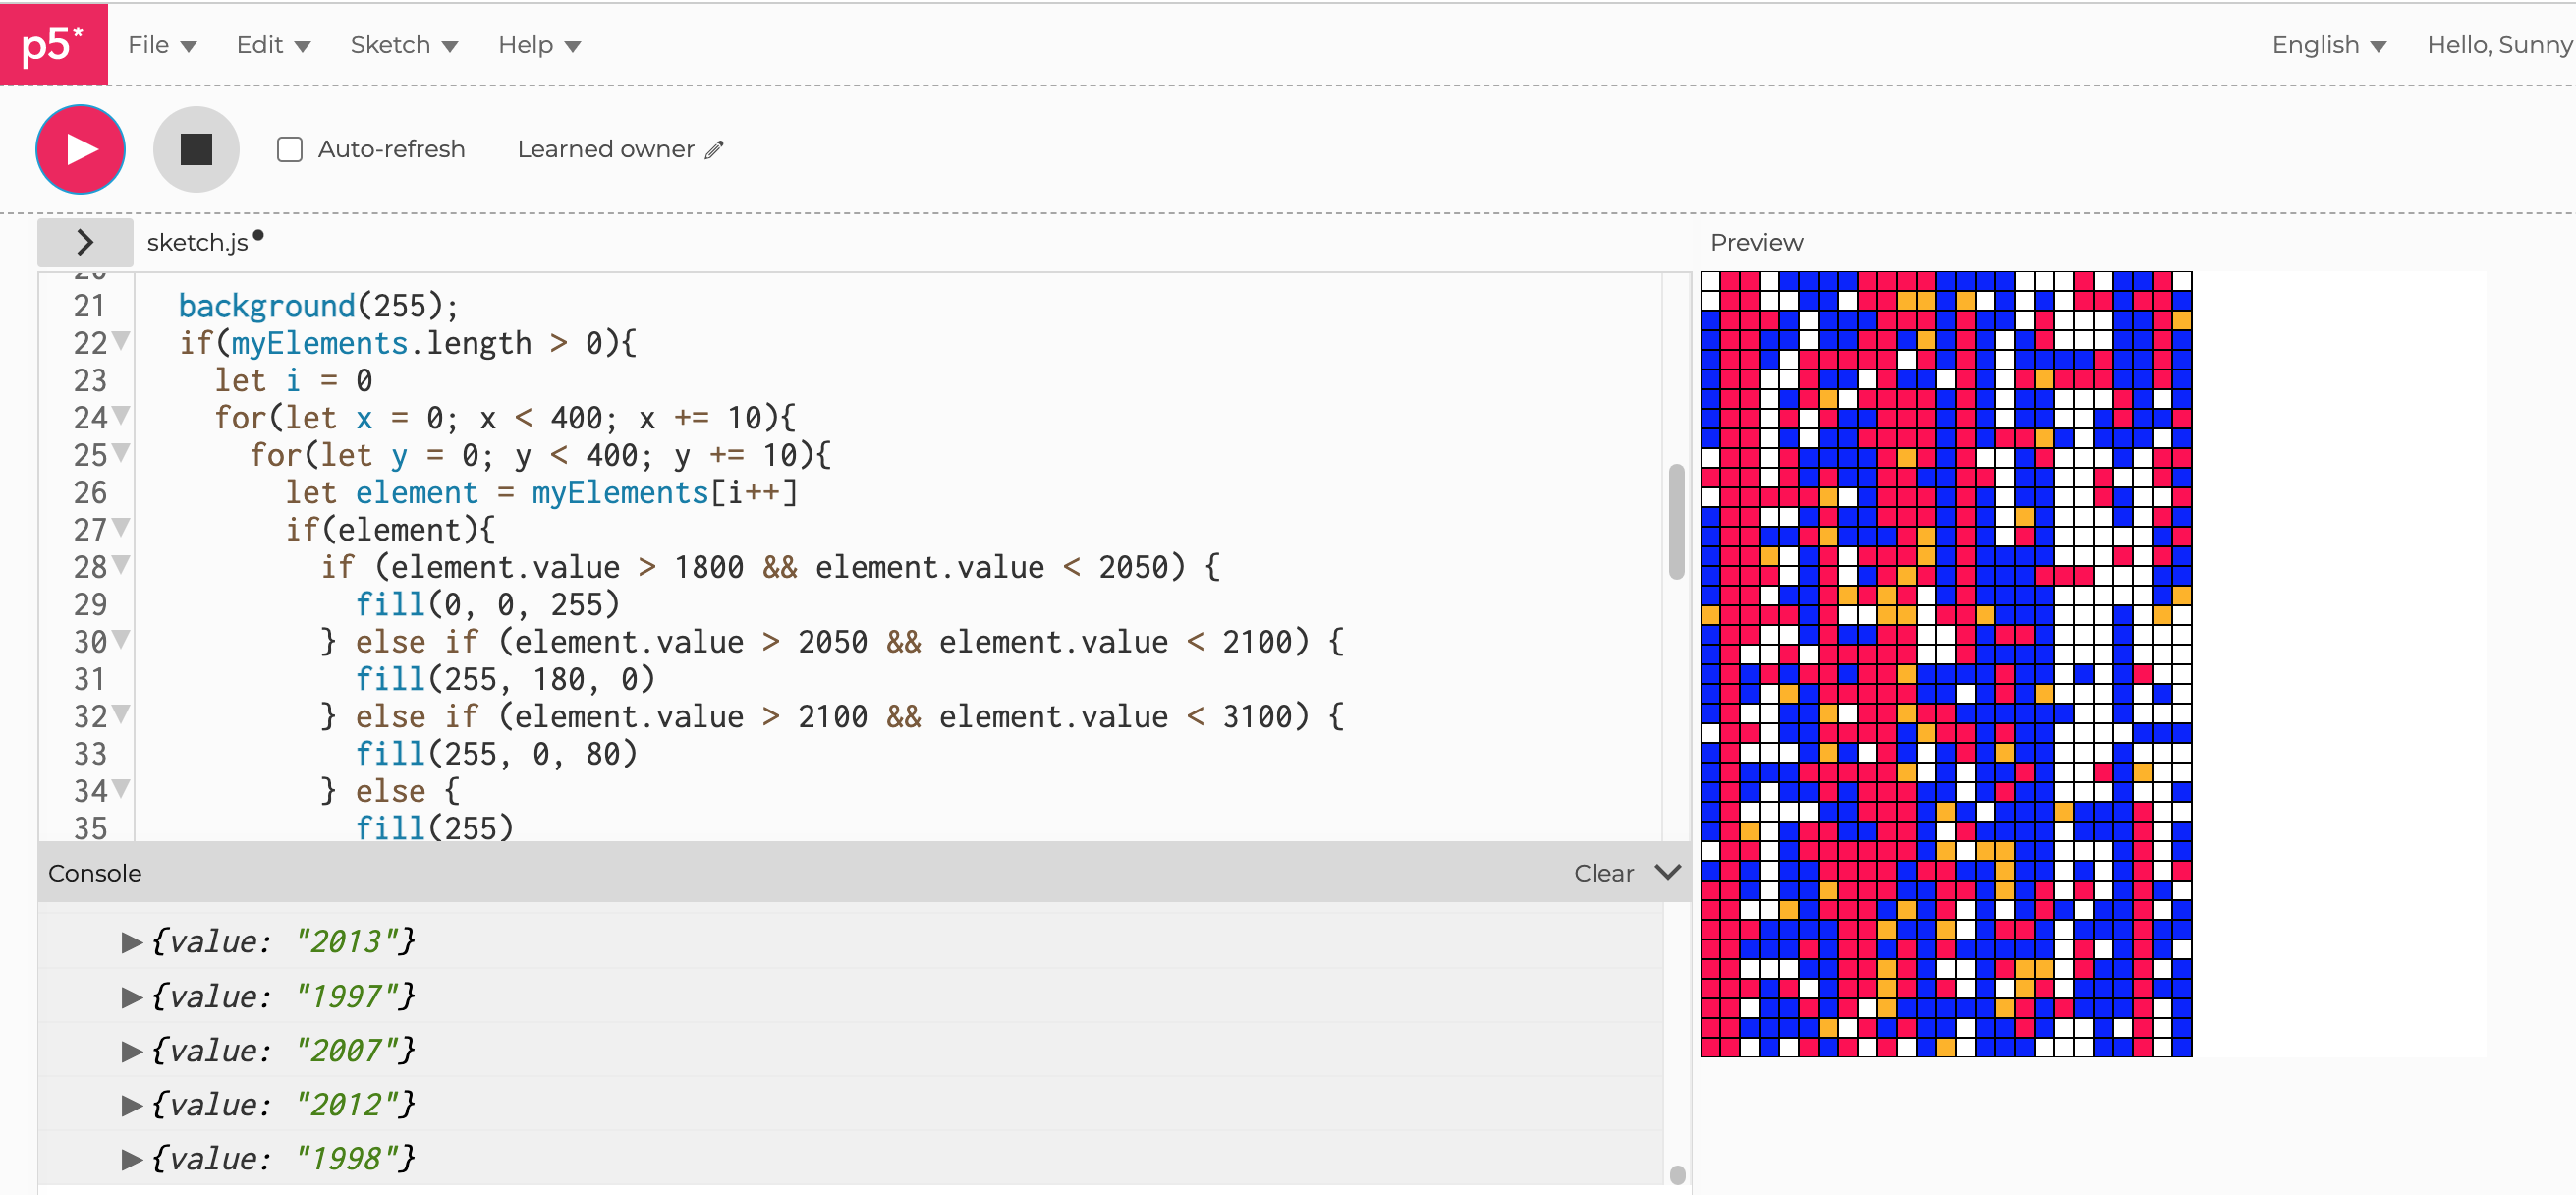 p5* File Edit Sketch Help English Hello, Sunny
Auto-refresh Learned owner
sketch.js Preview
20
21 background(255);
22 if(myElements.length > 0){
23 let i = 0
24 for(let x = 0; x < 400; x += 10){
25 for(let y = 0; y < 400; y += 10){
26 let element = myElements[i++]
27 if(element){
28 if (element.value > 1800 && element.value < 2050) {
29 fill(0, 0, 255)
30 } else if (element.value > 2050 && element.value < 2100) {
31 fill(255, 180, 0)
32 } else if (element.value > 2100 && element.value < 3100) {
33 fill(255, 0, 80)
34 } else {
35 fill(255)
Console Clear
{value: "2013"}
{value: "1997"}
{value: "2007"}
{value: "2012"}
{value: "1998"}